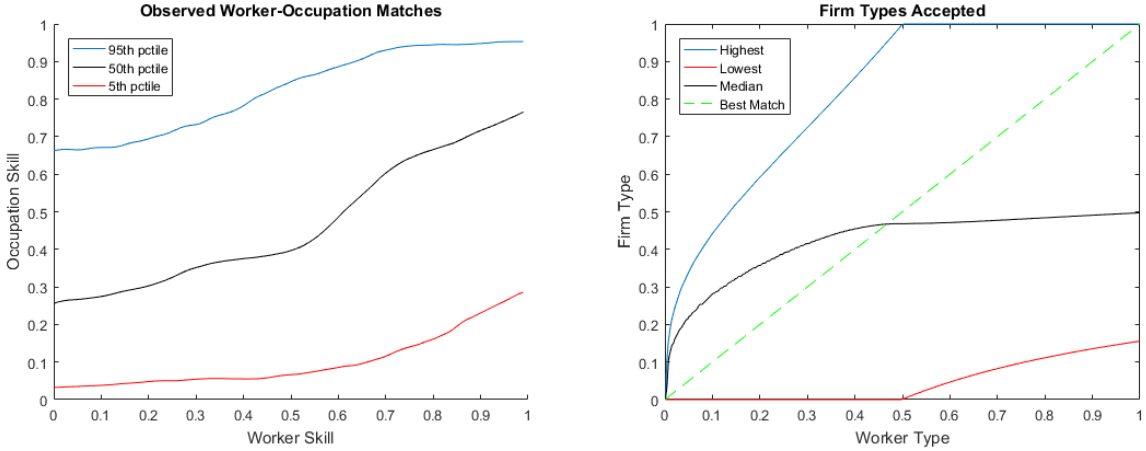 Observed Worker-Occupation Matches
1
0.9
0.8
0.7
0.6
0.5
0.4
0.3
0.2
0.1
0
Occupation Skill
95th pctile
50th pctile
5th pctile
0 0.1 0.2 0.3 0.4 0.5 0.6 0.7 0.8 0.9 1
Worker Skill
Firm Types Accepted
1
0.9
0.8
0.7
0.6
0.5
0.4
0.3
0.2
0.1
0
Firm Type
Highest
Lowest
Median
Best Match
0 0.1 0.2 0.3 0.4 0.5 0.6 0.7 0.8 0.9 1
Worker Type